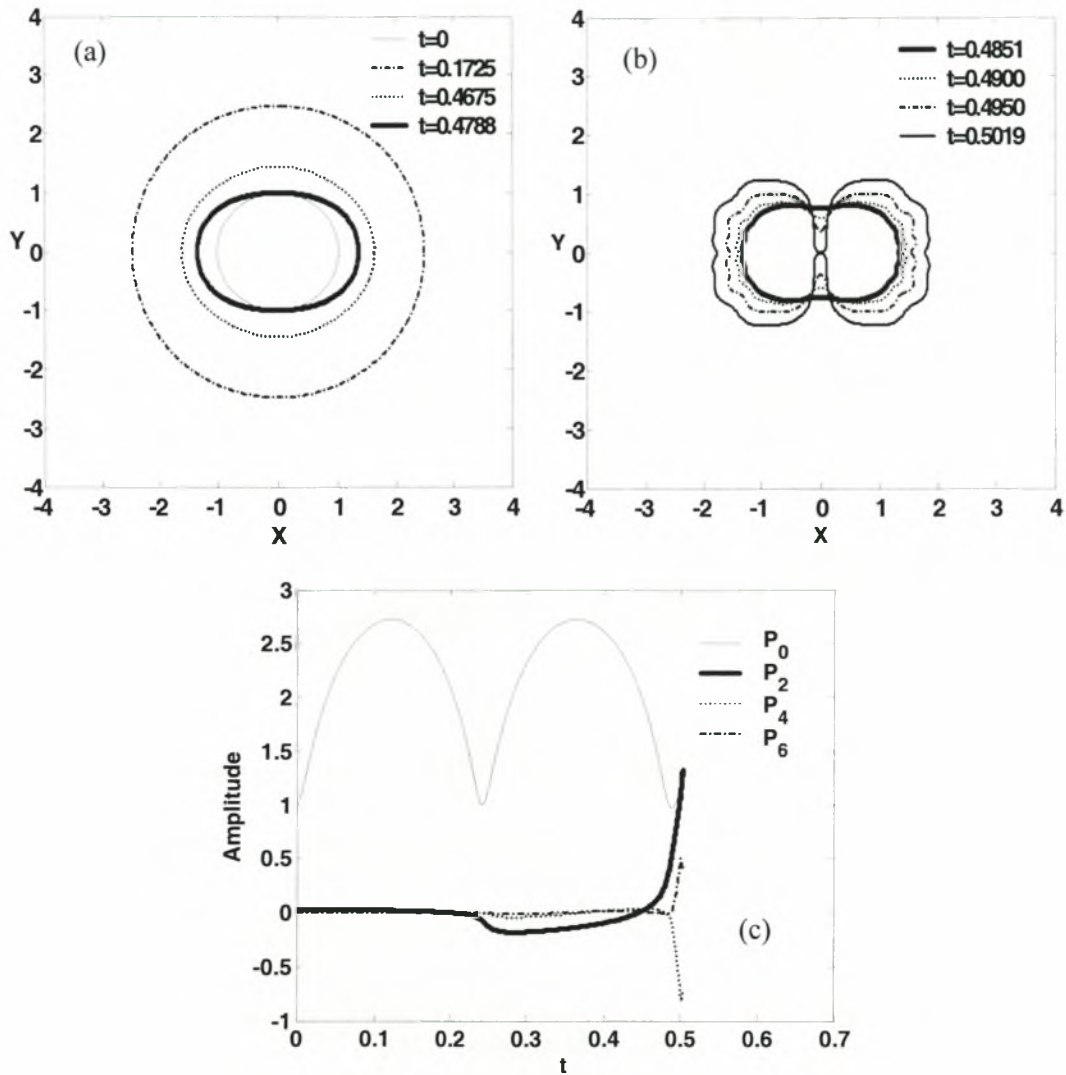 (a)
t=0
t=0.1725
t=0.4675
t=0.4788
4
3
2
1
Y 0
-1
-2
-3
-4
-4 -3 -2 -1 0 1 2 3 4
X
(b)
t=0.4851
t=0.4900
t=0.4950
t=0.5019
4
3
2
1
Y 0
-1
-2
-3
-4
-4 -3 -2 -1 0 1 2 3 4
X
(c)
P0
P2
P4
P6
3
2.5
2
1.5
1
0.5
0
-0.5
-1
Amplitude
0 0.1 0.2 0.3 0.4 0.5 0.6 0.7
t